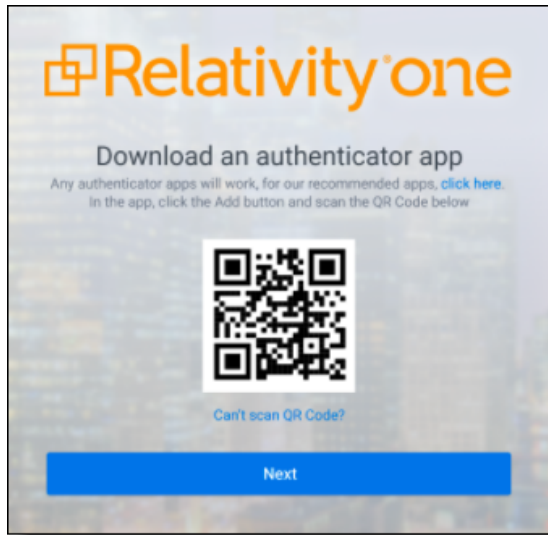 Relativity one
Download an authenticator app
Any authenticator apps will work, for our recommended apps, click here.
In the app, click the Add button and scan the QR Code below
Can't scan QR Code?
Next